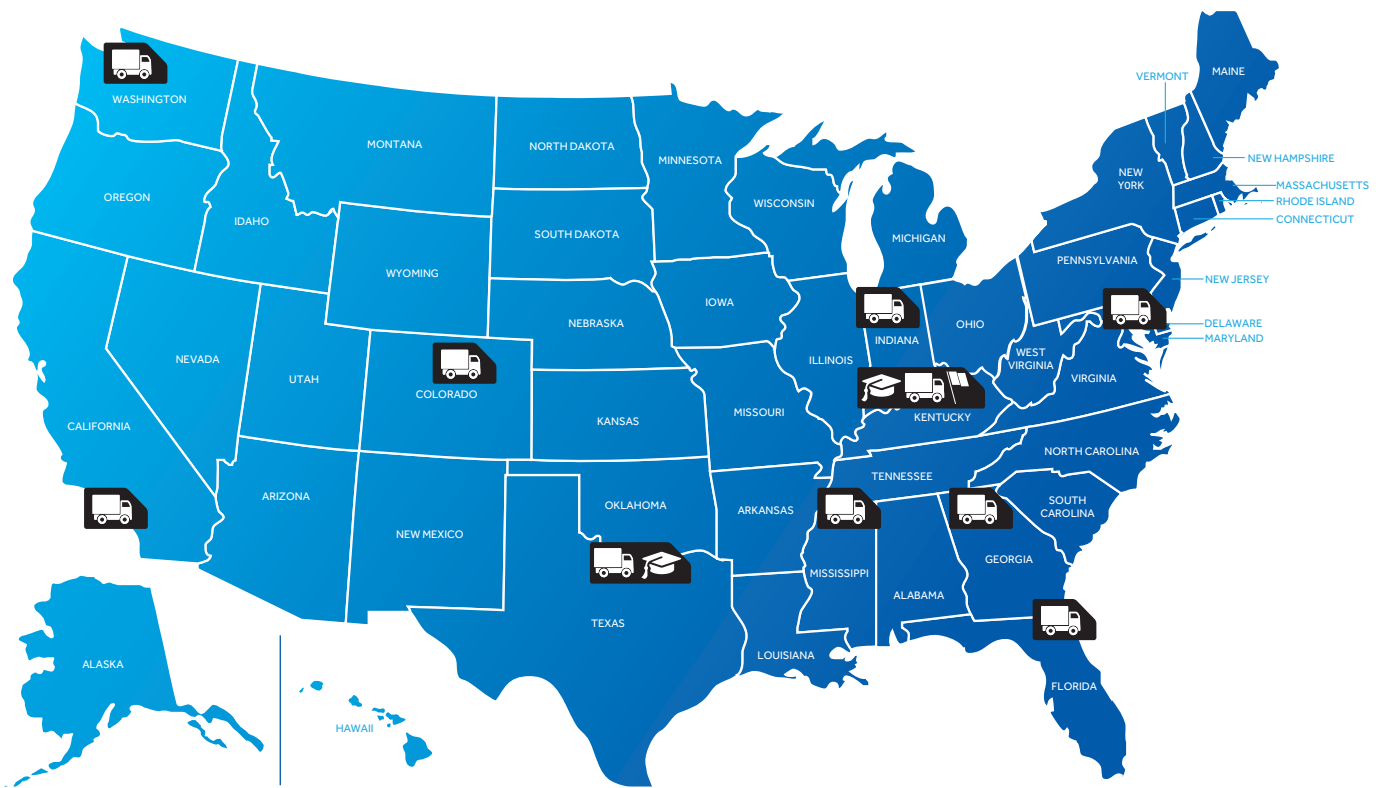 VERMONT
MAINE
WASHINGTON
MONTANA
NORTH DAKOTA
MINNESOTA
NEW HAMPSHIRE
NEW
YORK
MASSACHUSETTS
OREGON
RHODE ISLAND
WISCONSIN
IDAHO
CONNECTICUT
SOUTH DAKOTA
MICHIGAN
PENNSYLVANIA
WYOMING
NEW JERSEY
IOWA
NEBRASKA
OHIO
DELAWARE
INDIANA
MARYLAND
NEVADA
ILLINOIS
WEST
VIRGINIA
UTAH
VIRGINIA
COLORADO
MISSOURI
KENTUCKY
KANSAS
CALIFORNIA
NORTH CAROLINA
TENNESSEE
ARIZONA
OKLAHOMA
SOUTH
CAROLINA
ARKANSAS
NEW MEXICO
GEORGIA
MISSISSIPPI
ALABAMA
TEXAS
LOUISIANA
ALASKA
FLORIDA
HAWAII